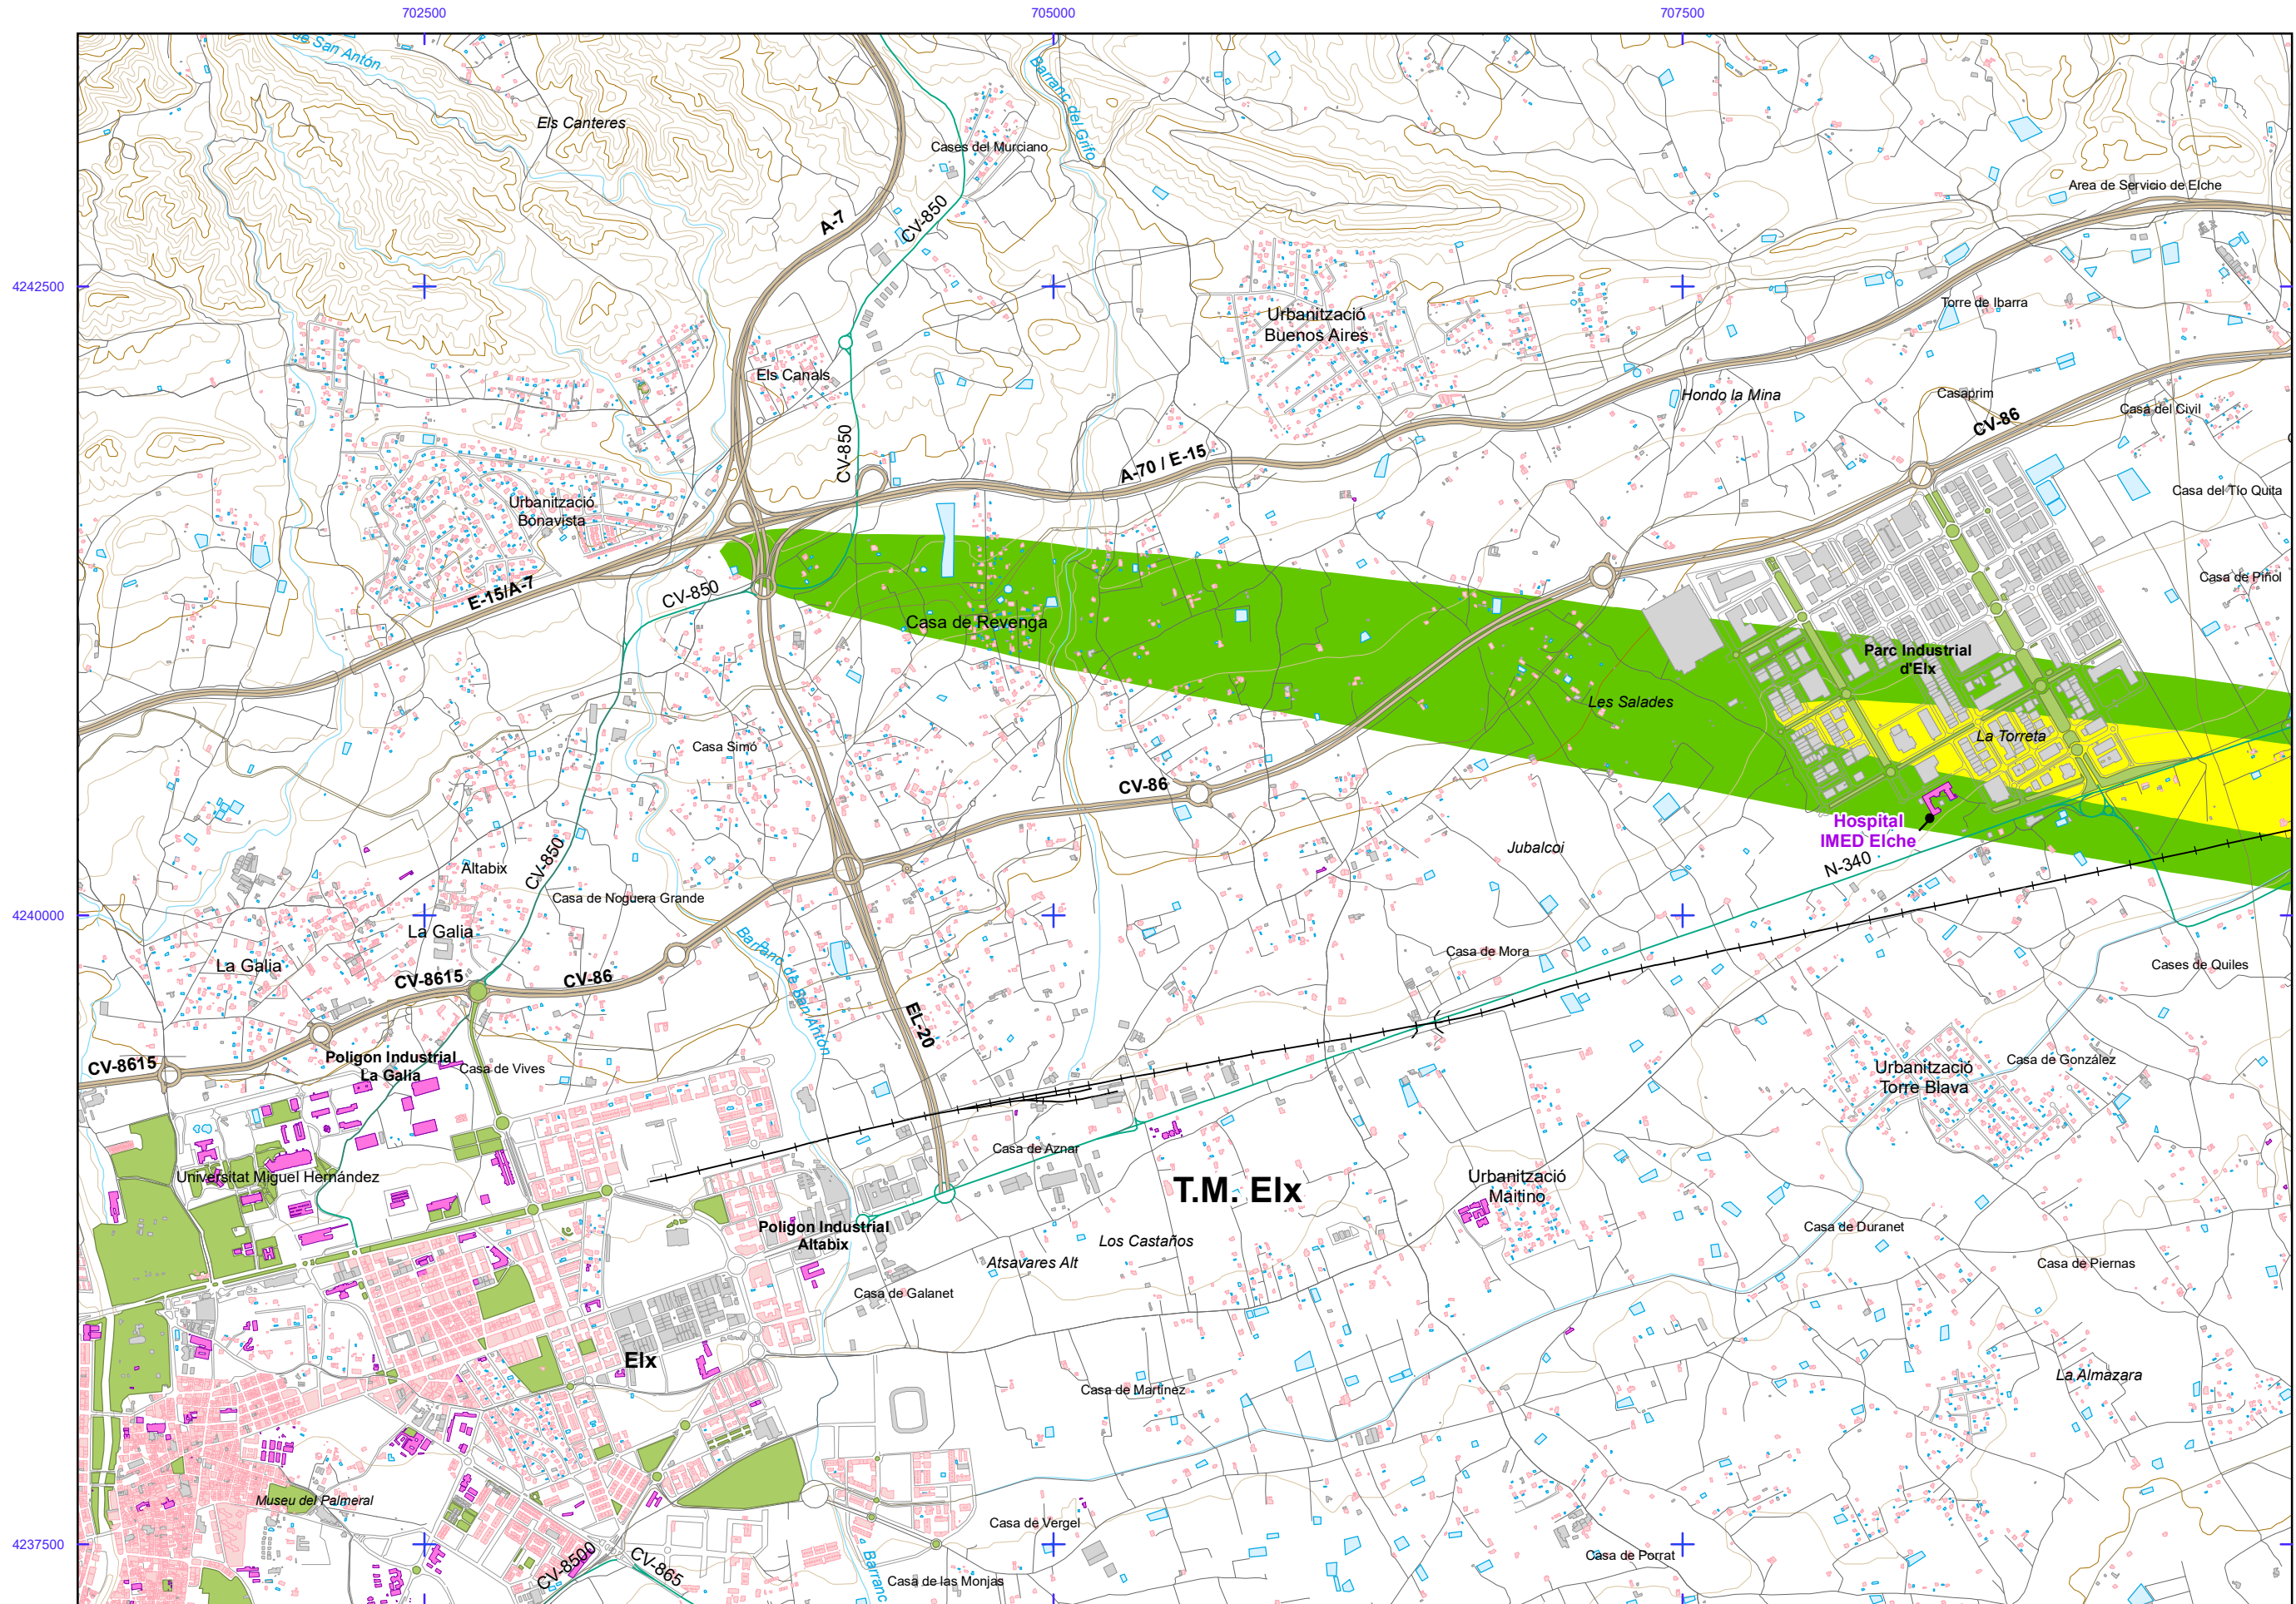 702500
705000
707500
de San Antón
Barranc del Grifo
Els Canteres
Cases del Murciano
Area de Servicio de Elche
A-7
CV-850
4242500
Torre de Ibarra
Urbanització
Buenos Aires
Els Canals
Hondo la Mina
Casaprim
Casa del Civil
CV-86
CV-850
A-70 / E-15
Casa del Tío Quita
Urbanització
Bonavista
Casa de Piñol
E-15/A-7
CV-850
Casa de Revenga
Parc Industrial
d'Elx
Les Salades
La Torreta
Casa Simó
CV-86
Hospital
IMED Elche
Jubalcoi
N-340
Altabix
CV-850
Casa de Noguera Grande
4240000
La Galia
Barranc de San Anton
Casa de Mora
La Galia
Cases de Quiles
CV-8615
CV-86
EL-20
Poligon Industrial
La Galia
CV-8615
Casa de Vives
Casa de González
Urbanització
Torre Blava
Casa de Aznar
Universitat Miguel Hernández
T.M. Elx
Urbanització
Maitino
Poligon Industrial
Altabix
Casa de Duranet
Los Castaños
Atsavares Alt
Casa de Piernas
Casa de Galanet
Elx
Casa de Martinez
La Almazara
Museu del Palmeral
Casa de Vergel
4237500
CV-8500
CV-865
Casa de Porrat
Barranc
Casa de las Monjas